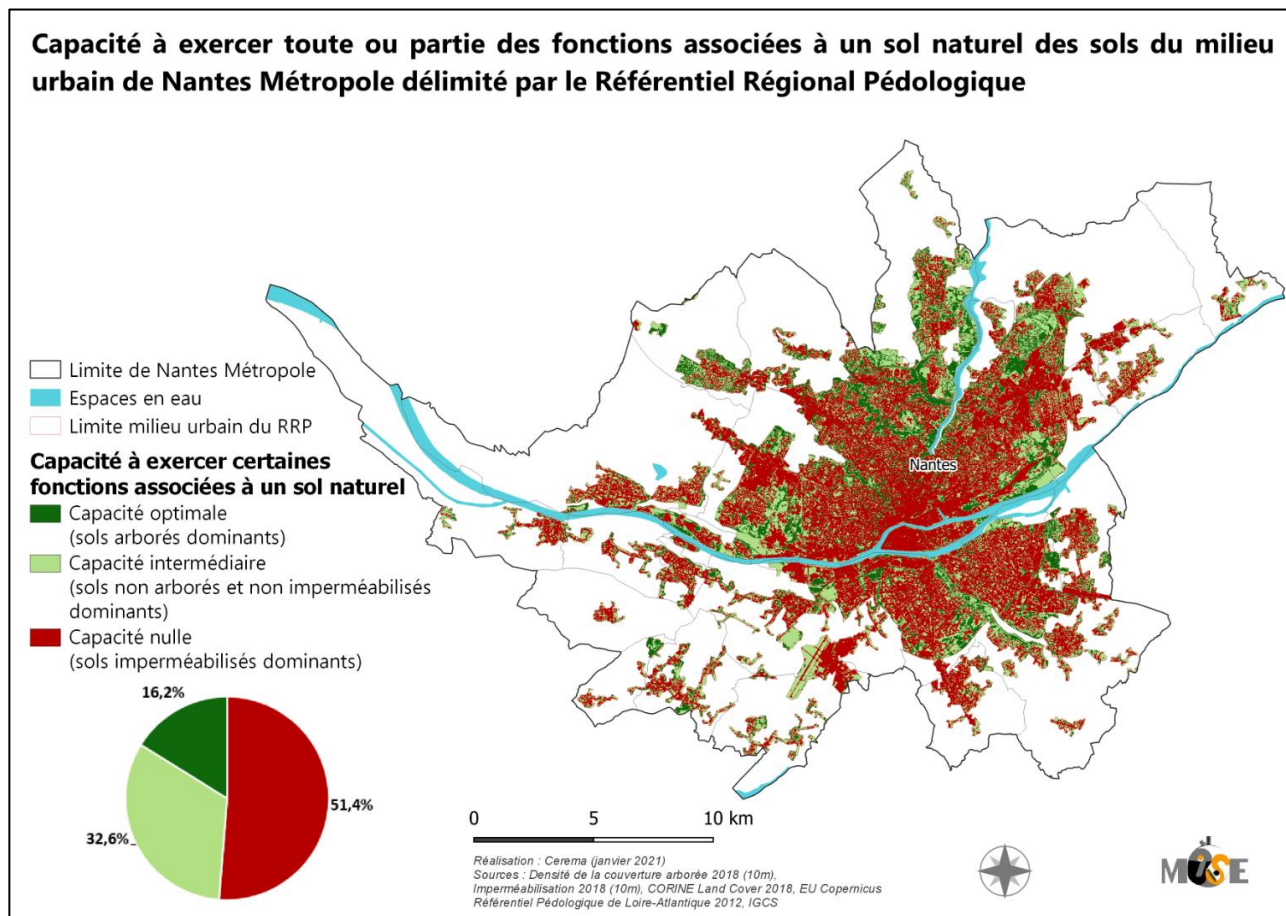 Capacité à exercer toute ou partie des fonctions associées à un sol naturel des sols du milieu
urbain de Nantes Métropole délimité par le Référentiel Régional Pédologique
Limite de Nantes Métropole
Espaces en eau
Limite milieu urbain du RRP
Capacité à exercer certaines
fonctions associées à un sol naturel
Capacité optimale
(sols arborés dominants)
Capacité intermédiaire
(sols non arborés et non imperméabilisés
dominants)
Capacité nulle
(sols imperméabilisés dominants)
Nantes
16,2%
51,4%
32,6%
0 5 10 km
Réalisation : Cerema (janvier 2021)
Sources : Densité de la couverture arborée 2018 (10m),
Imperméabilisation 2018 (10m), CORINE Land Cover 2018, EU Copernicus
Référentiel Pédologique de Loire-Atlantique 2012, IGCS
MUSE